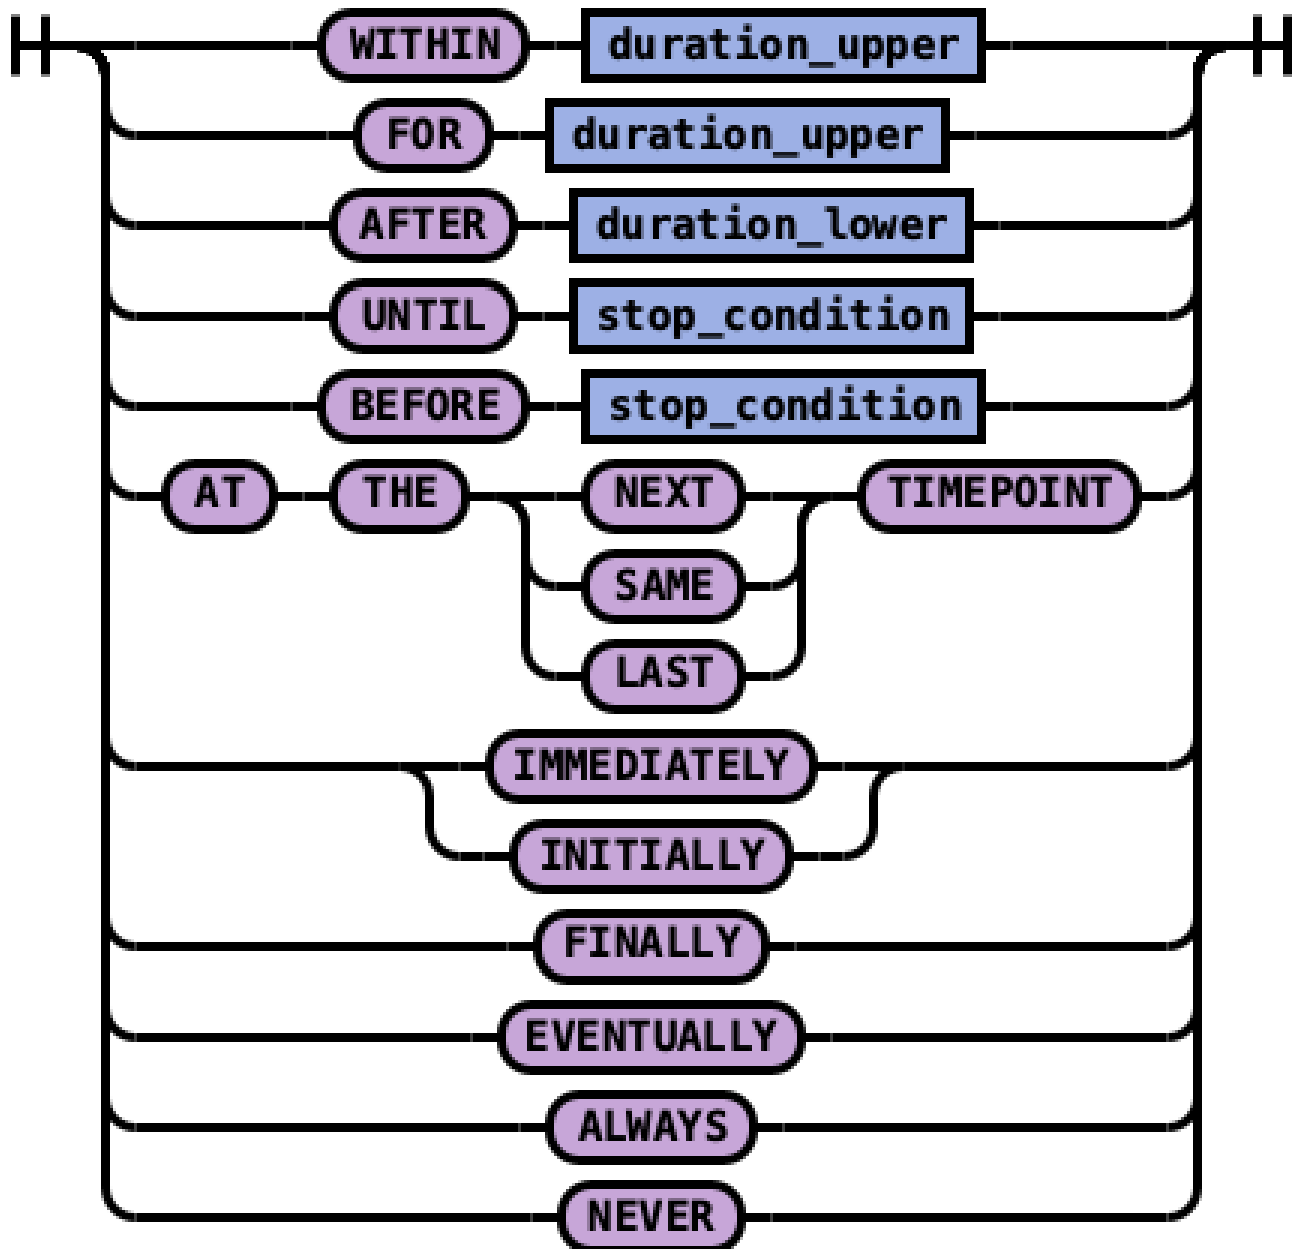 WITHIN duration_upper
FOR duration_upper
AFTER duration_lower
UNTIL stop_condition
BEFORE stop_condition
AT THE NEXT TIMEPOINT
SAME
LAST
IMMEDIATELY
INITIALLY
FINALLY
EVENTUALLY
ALWAYS
NEVER